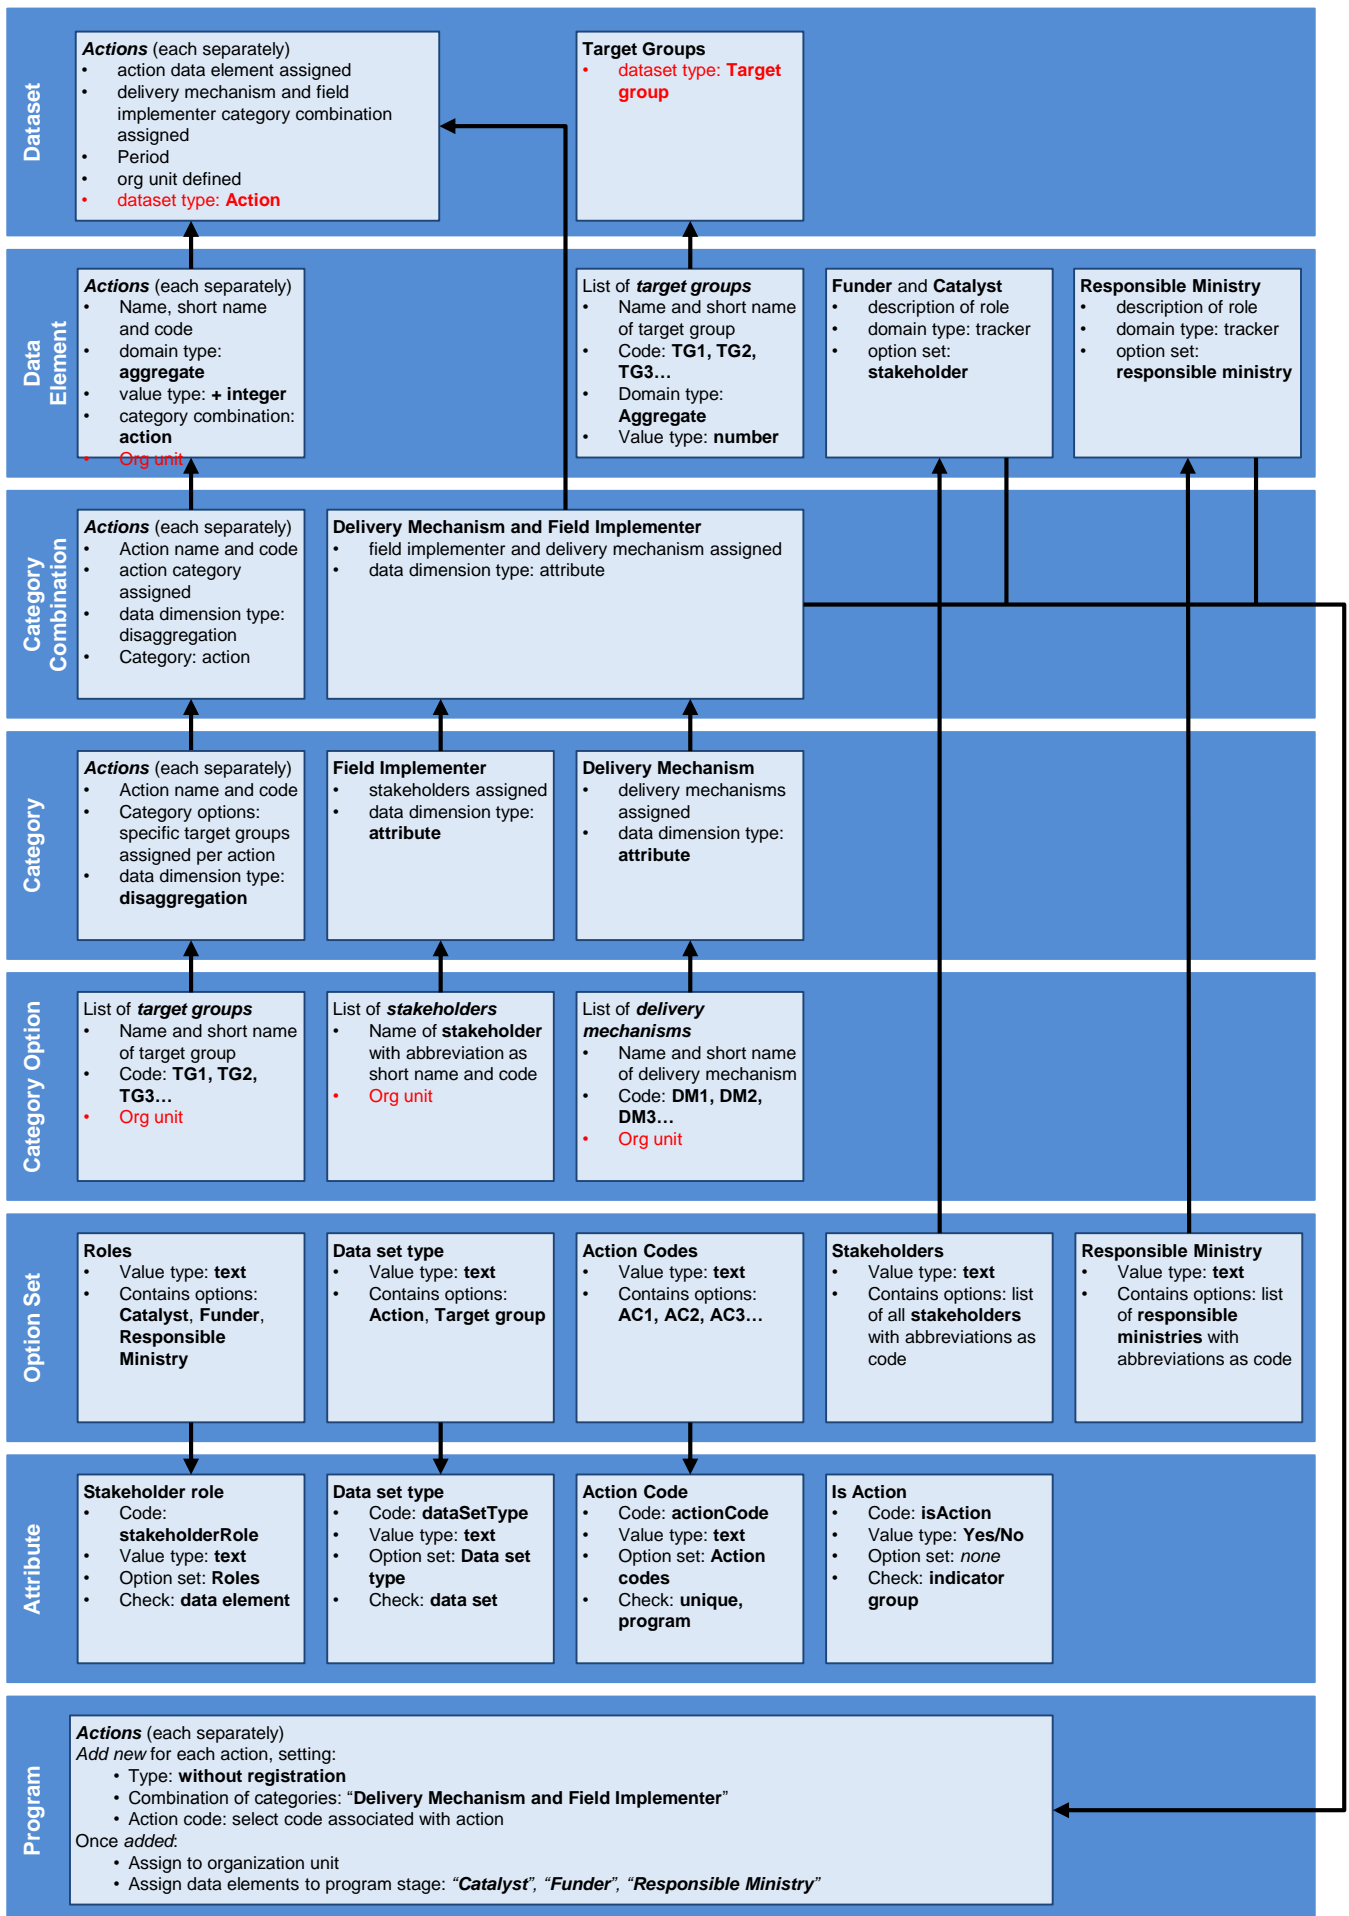 Dataset
Actions (each separately)
• action data element assigned
• delivery mechanism and field
implementer category combination
assigned
• Period
• org unit defined
• dataset type: Action
Target Groups
• dataset type: Target
group
Data
Element
Actions (each separately)
• Name, short name
and code
• domain type:
aggregate
• value type: + integer
• category combination:
action
• Org unit
List of target groups
• Name and short name
of target group
• Code: TG1, TG2,
TG3…
• Domain type:
Aggregate
• Value type: number
Funder and Catalyst
• description of role
• domain type: tracker
• option set:
stakeholder
Responsible Ministry
• description of role
• domain type: tracker
• option set:
responsible ministry
Category
Combination
Actions (each separately)
• Action name and code
• action category
assigned
• data dimension type:
disaggregation
• Category: action
Delivery Mechanism and Field Implementer
• field implementer and delivery mechanism assigned
• data dimension type: attribute
Category
Actions (each separately)
• Action name and code
• Category options:
specific target groups
assigned per action
• data dimension type:
disaggregation
Field Implementer
• stakeholders assigned
• data dimension type:
attribute
Delivery Mechanism
• delivery mechanisms
assigned
• data dimension type:
attribute
Category Option
List of target groups
• Name and short name
of target group
• Code: TG1, TG2,
TG3…
• Org unit
List of stakeholders
• Name of stakeholder
with abbreviation as
short name and code
• Org unit
List of delivery
mechanisms
• Name and short name
of delivery mechanism
• Code: DM1, DM2,
DM3…
• Org unit
Option Set
Roles
• Value type: text
• Contains options:
Catalyst, Funder,
Responsible
Ministry
Data set type
• Value type: text
• Contains options:
Action, Target group
Action Codes
• Value type: text
• Contains options:
AC1, AC2, AC3…
Stakeholders
• Value type: text
• Contains options: list
of all stakeholders
with abbreviations as
code
Responsible Ministry
• Value type: text
• Contains options: list
of responsible
ministries with
abbreviations as code
Attribute
Stakeholder role
• Code:
stakeholderRole
• Value type: text
• Option set: Roles
• Check: data element
Data set type
• Code: dataSetType
• Value type: text
• Option set: Data set
type
• Check: data set
Action Code
• Code: actionCode
• Value type: text
• Option set: Action
codes
• Check: unique,
program
Is Action
• Code: isAction
• Value type: Yes/No
• Option set: none
• Check: indicator
group
Program
Actions (each separately)
Add new for each action, setting:
• Type: without registration
• Combination of categories: “Delivery Mechanism and Field Implementer”
• Action code: select code associated with action
Once added:
• Assign to organization unit
• Assign data elements to program stage: “Catalyst”, “Funder”, “Responsible Ministry”